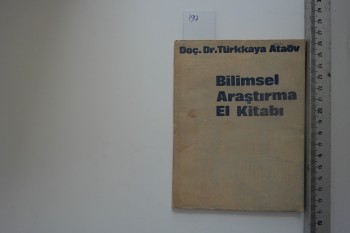 Doç. Dr. Türkkaya Ataöv
Bilimsel
Araştırma
El Kitabı